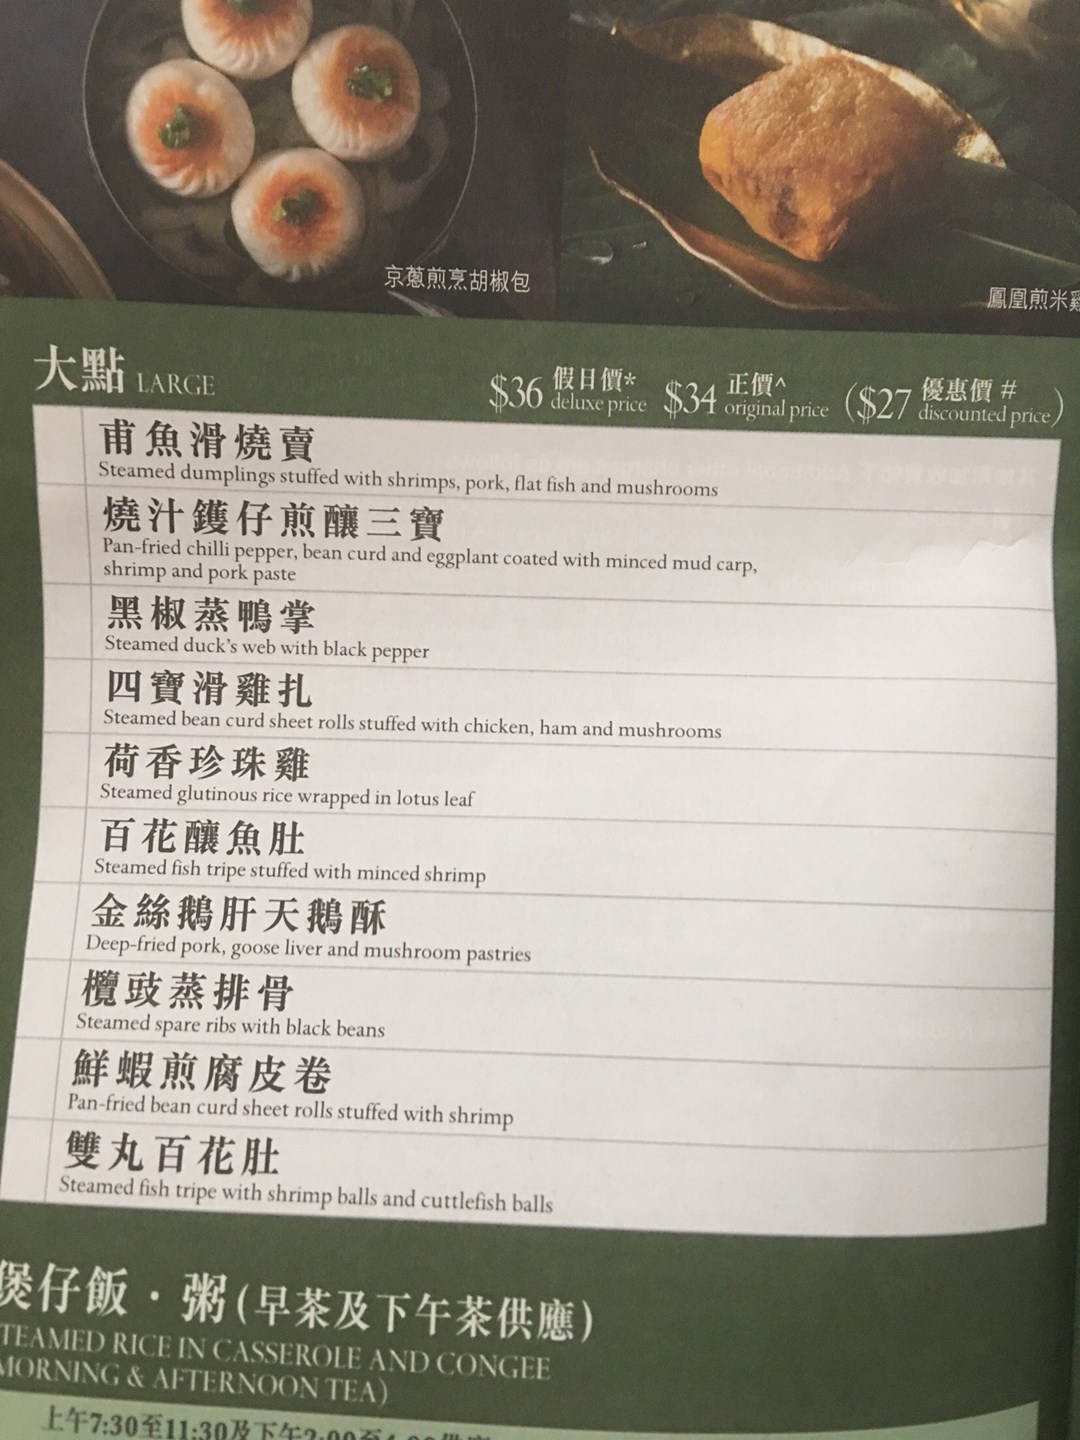 京蔥煎烹胡椒包
鳳凰煎米雞
大點 LARGE
$36 假日價* deluxe price $34 正價^ original price ($27 優惠價 # discounted price)
甫魚滑燒賣
Steamed dumplings stuffed with shrimps, pork, flat fish and mushrooms
燒汁鑊仔煎釀三寶
Pan-fried chilli pepper, bean curd and eggplant coated with minced mud carp,
shrimp and pork paste
黑椒蒸鴨掌
Steamed duck's web with black pepper
四寶滑雞扎
Steamed bean curd sheet rolls stuffed with chicken, ham and mushrooms
荷香珍珠雞
Steamed glutinous rice wrapped in lotus leaf
百花釀魚肚
Steamed fish tripe stuffed with minced shrimp
金絲鵝肝天鵝酥
Deep-fried pork, goose liver and mushroom pastries
欖豉蒸排骨
Steamed spare ribs with black beans
鮮蝦煎腐皮卷
Pan-fried bean curd sheet rolls stuffed with shrimp
雙丸百花肚
Steamed fish tripe with shrimp balls and cuttlefish balls
煲仔飯・粥(早茶及下午茶供應)
TEAMED RICE IN CASSEROLE AND CONGEE
MORNING & AFTERNOON TEA)
上午7:30至11:30及下午2:00至